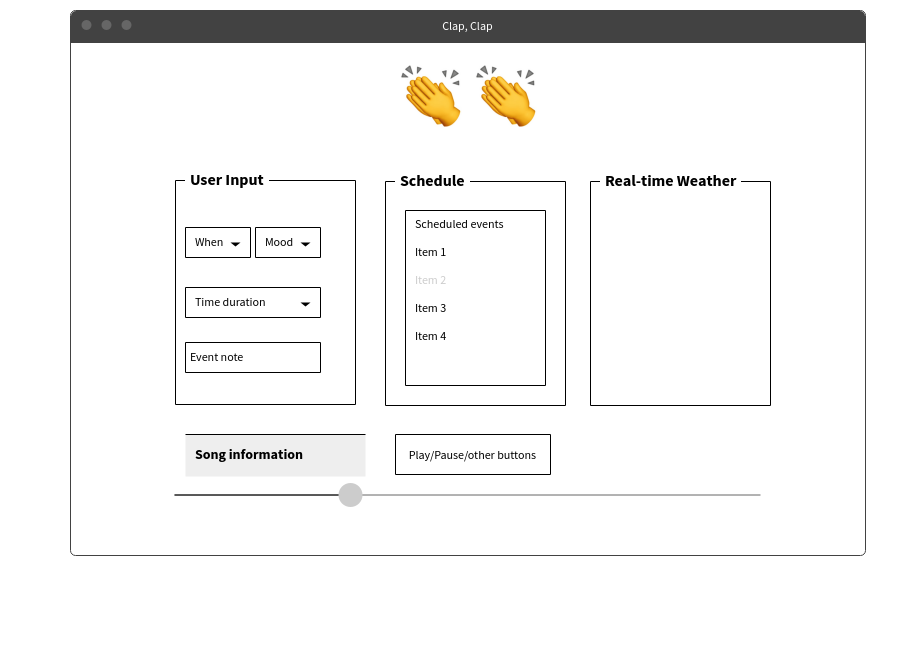 Clap, Clap
User Input
When
Mood
Time duration
Event note
Schedule
Scheduled events
Item 1
Item 2
Item 3
Item 4
Real-time Weather
Song information
Play/Pause/other buttons